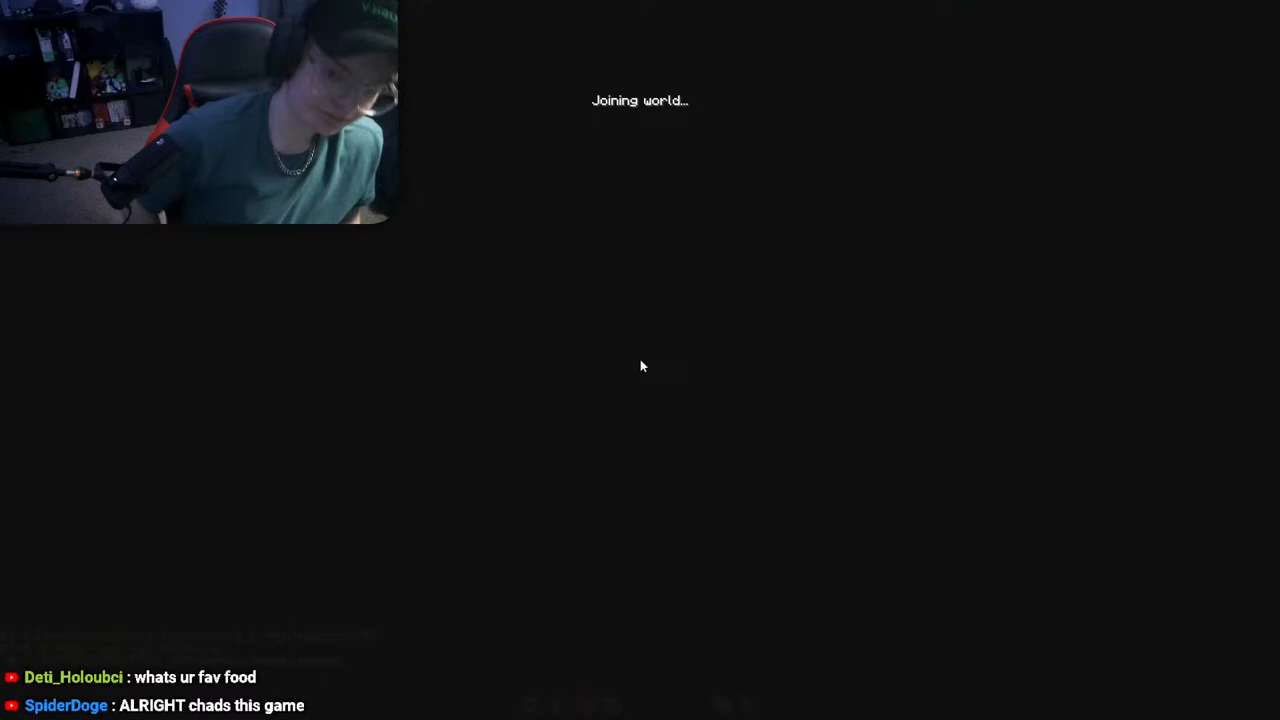 Joining world...
Deti_Holoubci : whats ur fav food
SpiderDoge : ALRIGHT chads this game